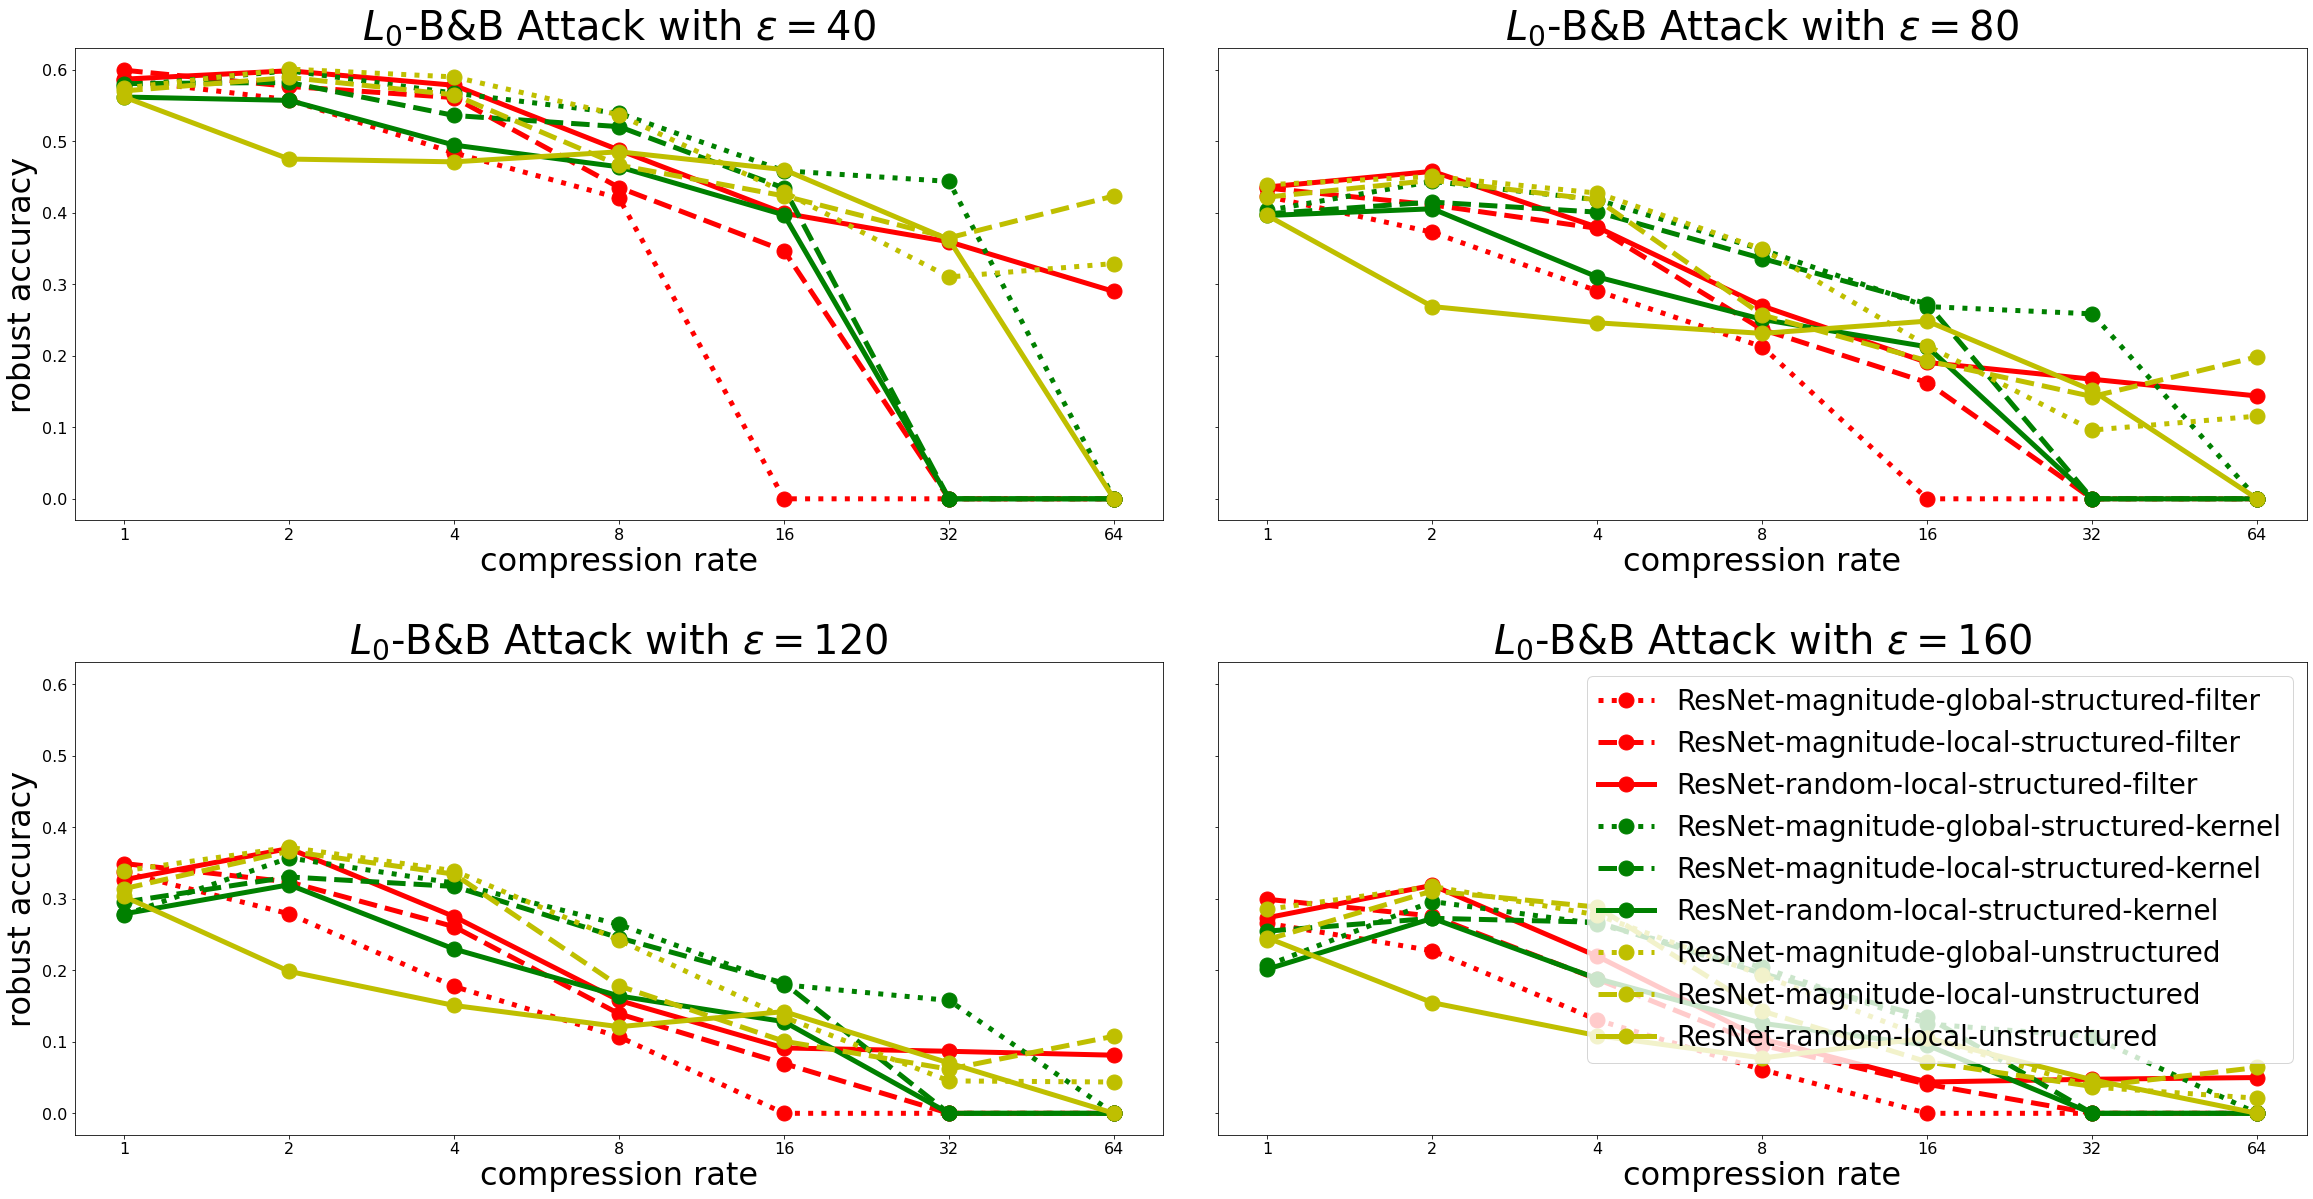 L₀-B&B Attack with ε = 40
L₀-B&B Attack with ε = 80
robust accuracy
0.6
0.5
0.4
0.3
0.2
0.1
0.0
1 2 4 8 16 32 64
compression rate
1 2 4 8 16 32 64
compression rate
L₀-B&B Attack with ε = 120
L₀-B&B Attack with ε = 160
robust accuracy
0.6
0.5
0.4
0.3
0.2
0.1
0.0
ResNet-magnitude-global-structured-filter
ResNet-magnitude-local-structured-filter
ResNet-random-local-structured-filter
ResNet-magnitude-global-structured-kernel
ResNet-magnitude-local-structured-kernel
ResNet-random-local-structured-kernel
ResNet-magnitude-global-unstructured
ResNet-magnitude-local-unstructured
ResNet-random-local-unstructured
1 2 4 8 16 32 64
compression rate
1 2 4 8 16 32 64
compression rate